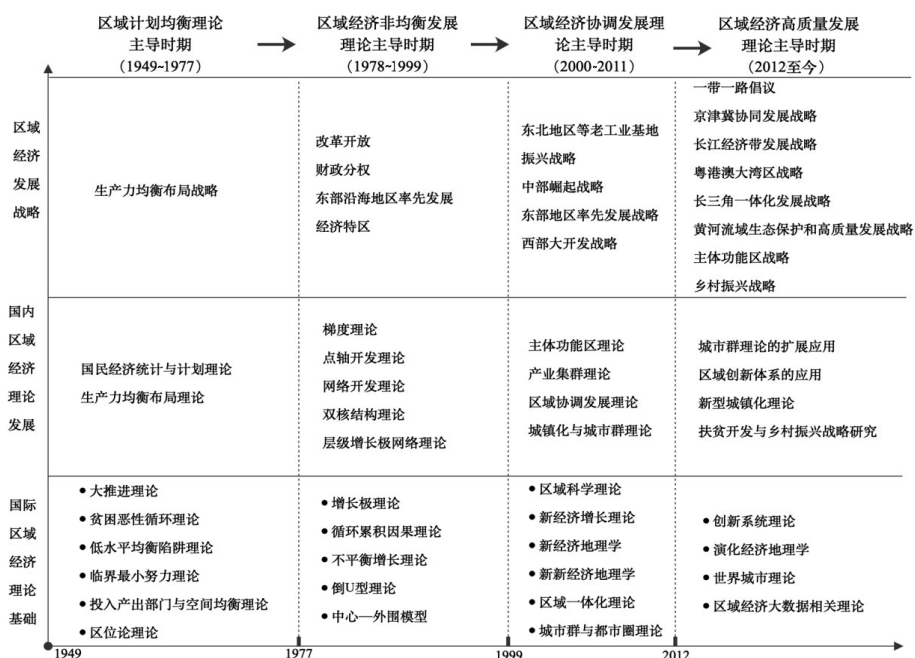 区域计划均衡理论
主导时期
（1949~1977）
区域经济非均衡发展
理论主导时期
（1978~1999）
区域经济协调发展理
论主导时期
（2000-2011）
区域经济高质量发展
理论主导时期
（2012至今）
区域
经济
发展
战略
生产力均衡布局战略
改革开放
财政分权
东部沿海地区率先发展
经济特区
东北地区等老工业基地
振兴战略
中部崛起战略
东部地区率先发展战略
西部大开发战略
一带一路倡议
京津冀协同发展战略
长江经济带发展战略
粤港澳大湾区战略
长三角一体化发展战略
黄河流域生态保护和高质量发展战略
主体功能区战略
乡村振兴战略
国内
区域
经济
理论
发展
国民经济统计与计划理论
生产力均衡布局理论
梯度理论
点轴开发理论
网络开发理论
双核结构理论
层级增长极网络理论
主体功能区理论
产业集群理论
区域协调发展理论
城镇化与城市群理论
城市群理论的扩展应用
区域创新体系的应用
新型城镇化理论
扶贫开发与乡村振兴战略研究
国际
区域
经济
理论
基础
●大推进理论
●贫困恶性循环理论
●低水平均衡陷阱理论
●临界最小努力理论
●投入产出部门与空间均衡理论
●区位论理论
●增长极理论
●循环累积因果理论
●不平衡增长理论
●倒U型理论
●中心—外围模型
●区域科学理论
●新经济增长理论
●新经济地理学
●新新经济地理学
●区域一体化理论
●城市群与都市圈理论
●创新系统理论
●演化经济地理学
●世界城市理论
●区域经济大数据相关理论
1949
1977
1999
2012